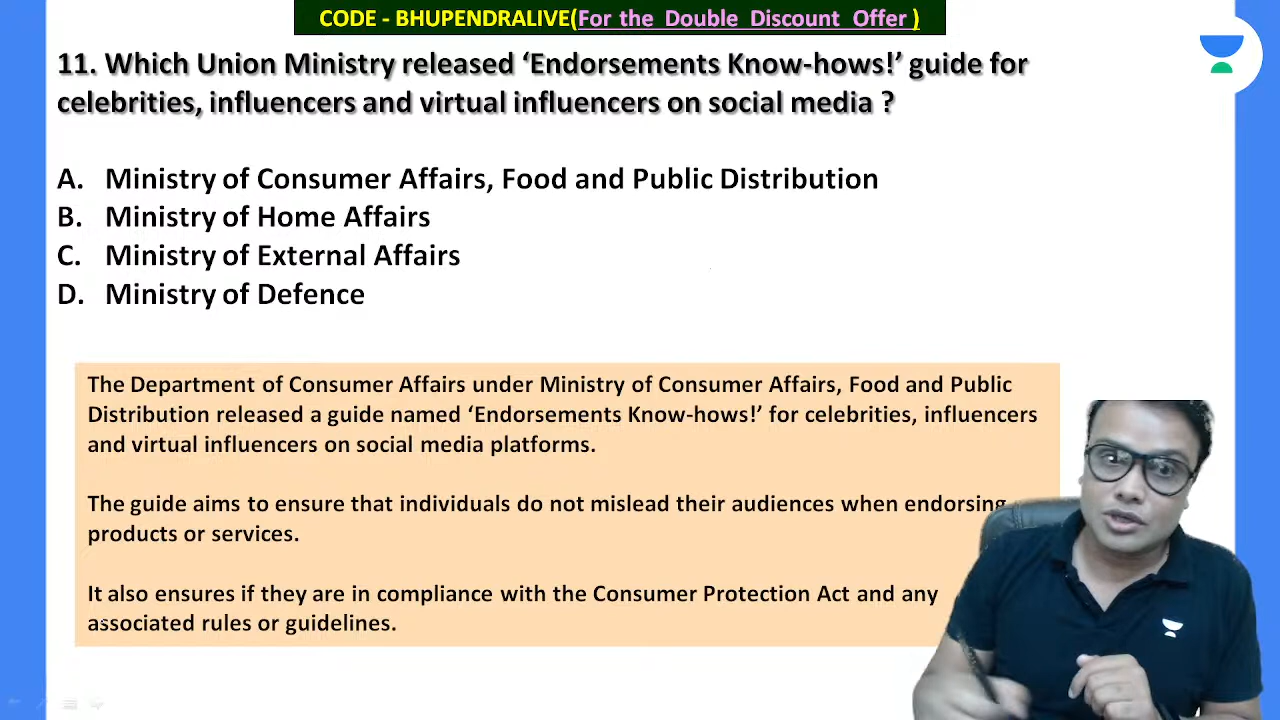 CODE - BHUPENDRALIVE(For the Double Discount Offer )
11. Which Union Ministry released ‘Endorsements Know-hows!’ guide for
celebrities, influencers and virtual influencers on social media ?
A. Ministry of Consumer Affairs, Food and Public Distribution
B. Ministry of Home Affairs
C. Ministry of External Affairs
D. Ministry of Defence
The Department of Consumer Affairs under Ministry of Consumer Affairs, Food and Public
Distribution released a guide named ‘Endorsements Know-hows!’ for celebrities, influencers
and virtual influencers on social media platforms.
The guide aims to ensure that individuals do not mislead their audiences when endorsing
products or services.
It also ensures if they are in compliance with the Consumer Protection Act and any
associated rules or guidelines.